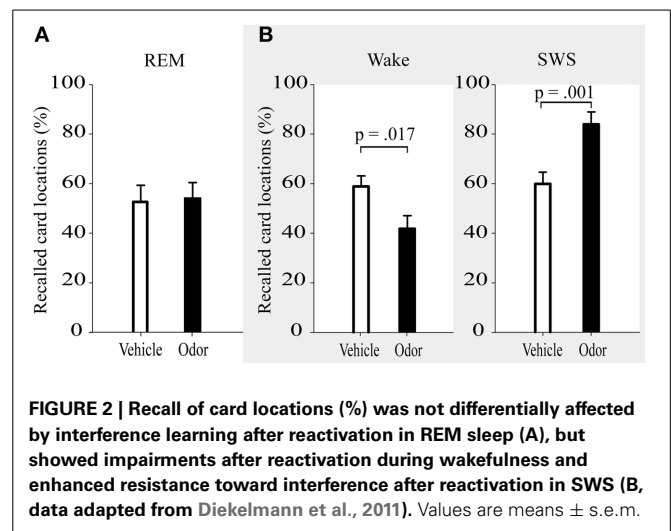 A
B
REM
Wake
SWS
Recalled card locations (%)
100
80
60
40
20
0
Vehicle Odor
Recalled card locations (%)
100
80
60
40
20
0
p = .017
Vehicle Odor
100
80
60
40
20
0
p = .001
Vehicle Odor
FIGURE 2 | Recall of card locations (%) was not differentially affected
by interference learning after reactivation in REM sleep (A), but
showed impairments after reactivation during wakefulness and
enhanced resistance toward interference after reactivation in SWS (B,
data adapted from Diekelmann et al., 2011). Values are means ± s.e.m.